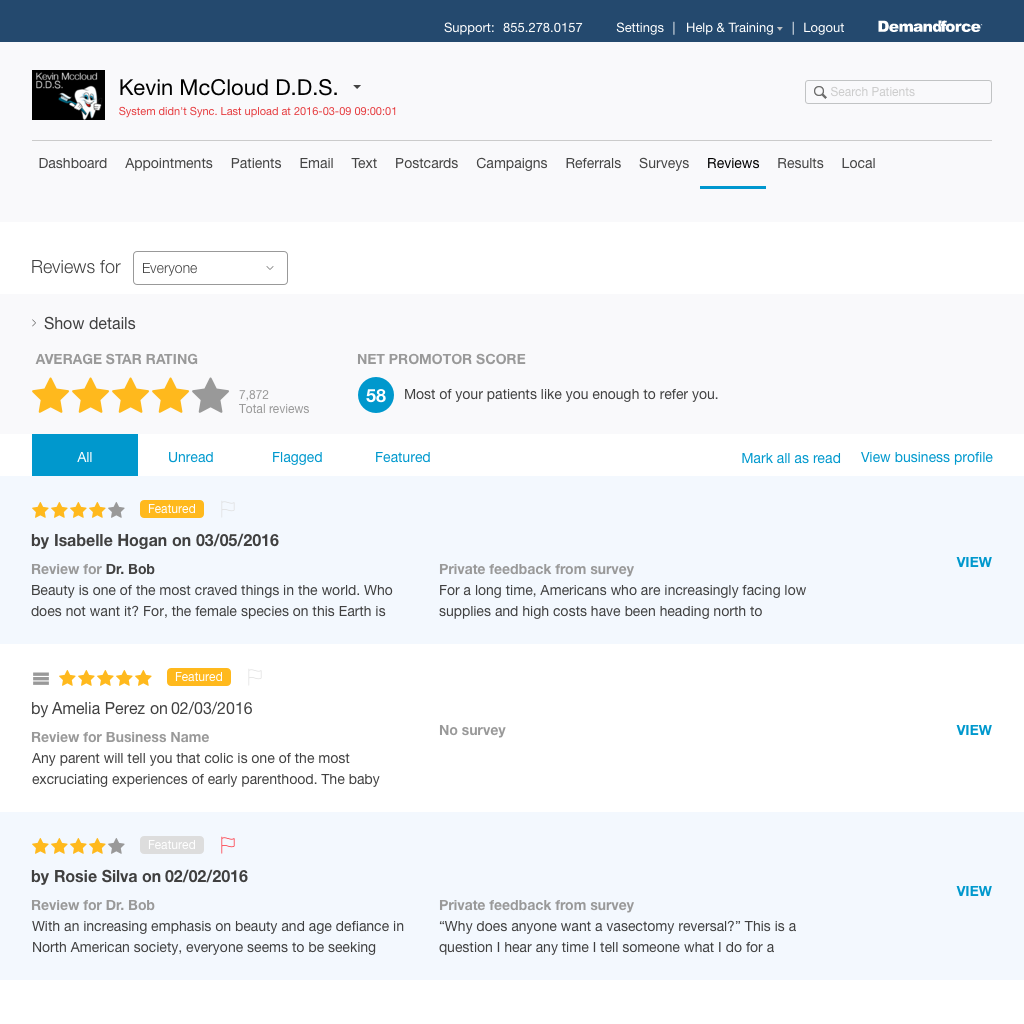 Support: 855.278.0157 Settings | Help & Training | Logout Demandforce
Kevin Mccloud
D.D.S.
Kevin McCloud D.D.S.
System didn't Sync. Last upload at 2016-03-09 09:00:01
Search Patients
Dashboard Appointments Patients Email Text Postcards Campaigns Referrals Surveys Reviews Results Local
Reviews for Everyone
Show details
AVERAGE STAR RATING NET PROMOTOR SCORE
7,872
Total reviews
58 Most of your patients like you enough to refer you.
All Unread Flagged Featured Mark all as read View business profile
Featured
by Isabelle Hogan on 03/05/2016
Review for Dr. Bob
Beauty is one of the most craved things in the world. Who
does not want it? For, the female species on this Earth is
Private feedback from survey
For a long time, Americans who are increasingly facing low
supplies and high costs have been heading north to
VIEW
Featured
by Amelia Perez on 02/03/2016
Review for Business Name
Any parent will tell you that colic is one of the most
excruciating experiences of early parenthood. The baby
No survey
VIEW
Featured
by Rosie Silva on 02/02/2016
Review for Dr. Bob
With an increasing emphasis on beauty and age defiance in
North American society, everyone seems to be seeking
Private feedback from survey
“Why does anyone want a vasectomy reversal?” This is a
question I hear any time I tell someone what I do for a
VIEW